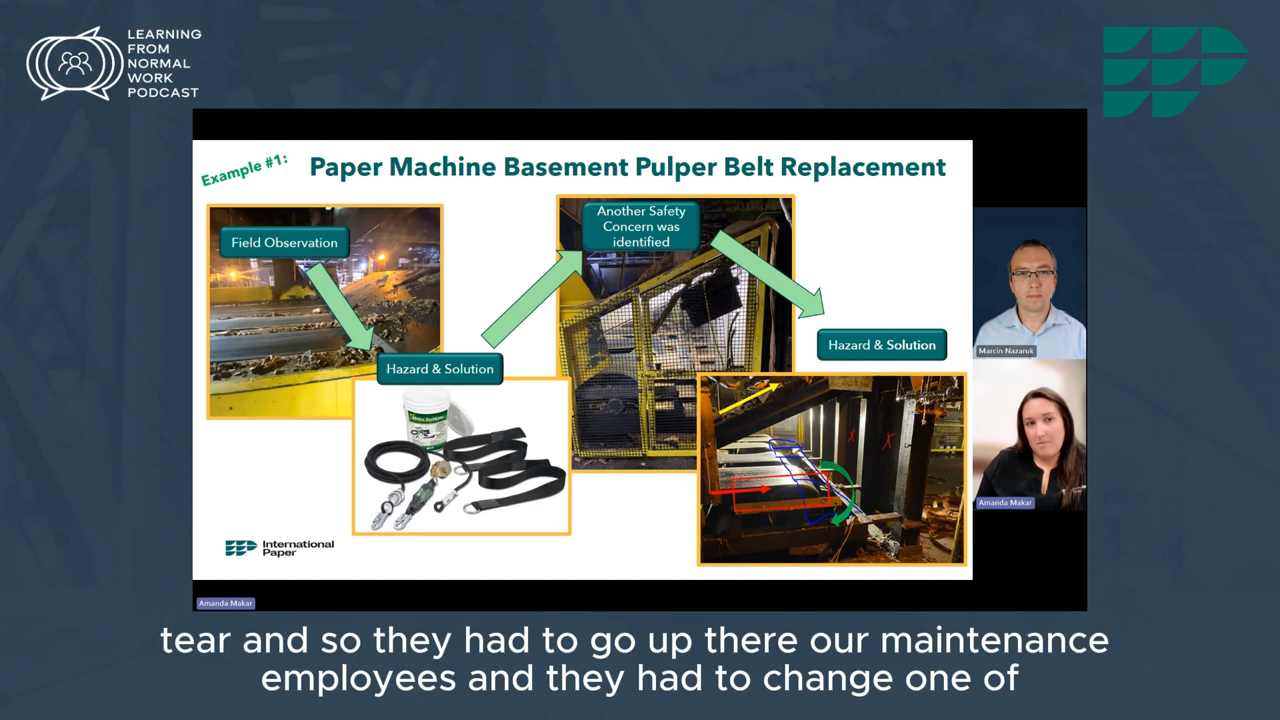 LEARNING
FROM
NORMAL
WORK
PODCAST
Example #1:
Paper Machine Basement Pulper Belt Replacement
Field Observation
Another Safety
Concern was
identified
Hazard & Solution
Hazard & Solution
Marcin Nazaruk
Amanda Makar
International
Paper
Amanda Makar
tear and so they had to go up there our maintenance
employees and they had to change one of